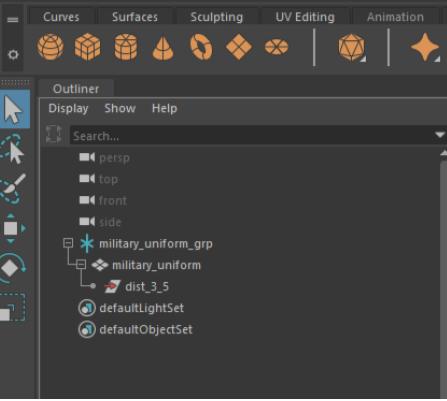 Curves Surfaces Sculpting UV Editing Animation
Outliner
Display Show Help
Search...
persp
top
front
side
military_uniform_grp
military_uniform
dist_3_5
defaultLightSet
defaultObjectSet